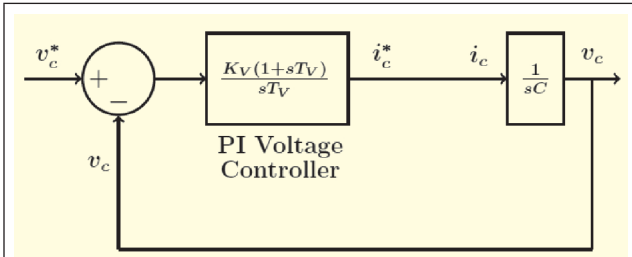 v_c^*
+
−
K_V(1+sT_V)/sT_V
i_c^*
i_c
1/sC
v_c
PI Voltage
Controller
v_c